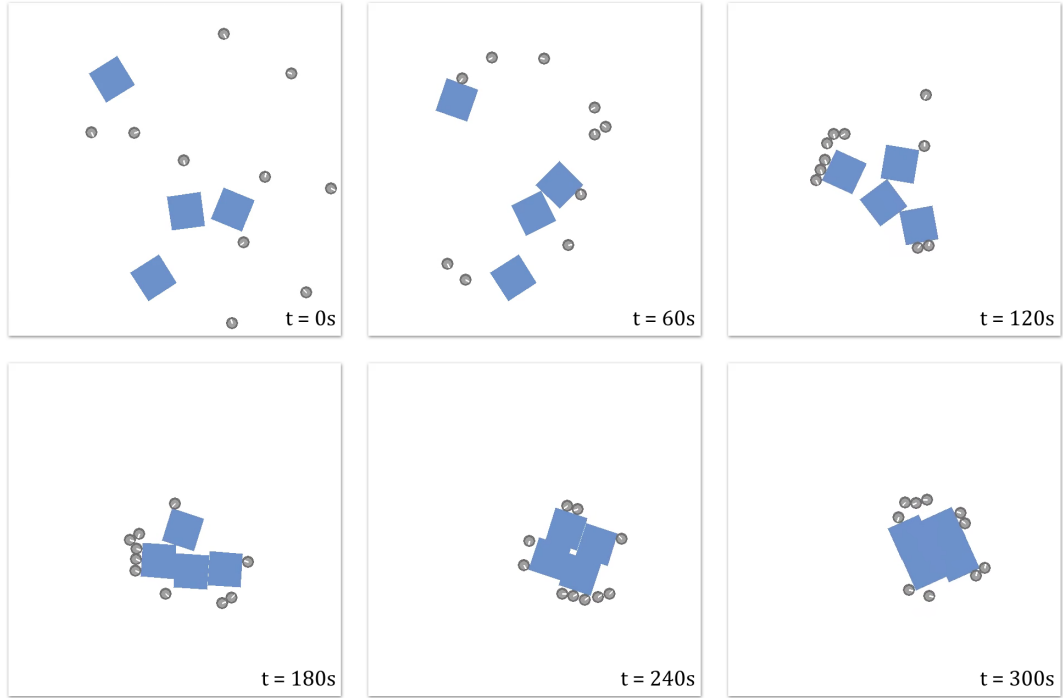 t = 0s
t = 60s
t = 120s
t = 180s
t = 240s
t = 300s